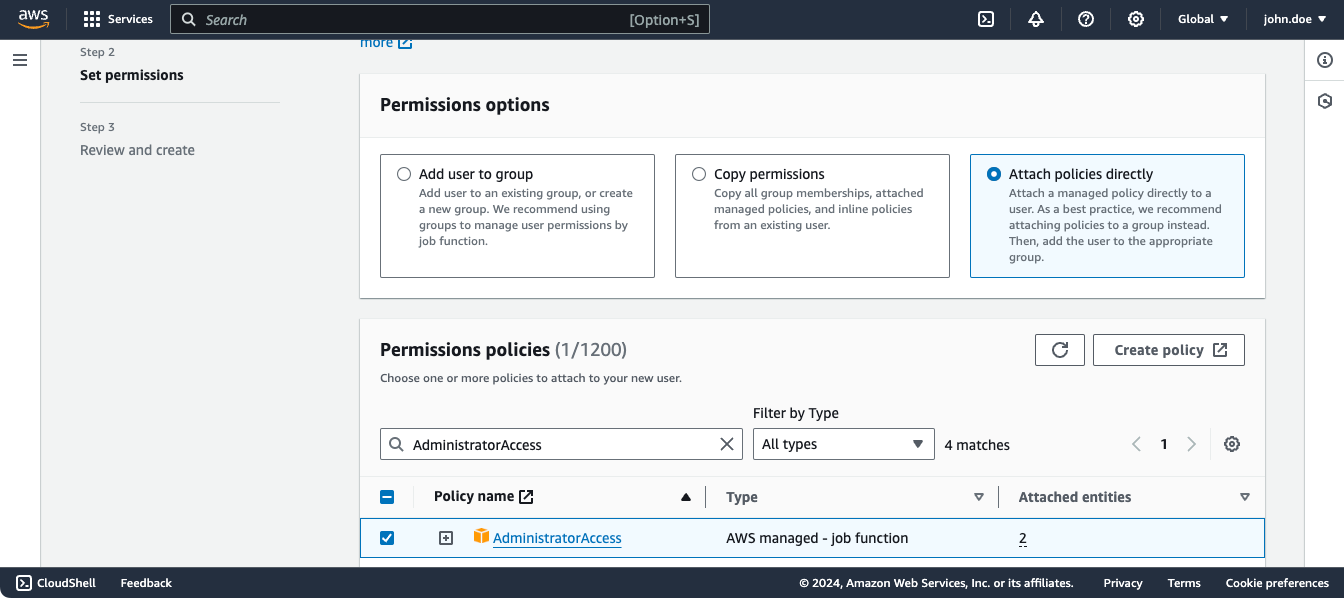 aws
Services
Search
[Option+S]
Global
john.doe
Step 2
Set permissions
Step 3
Review and create
more
Permissions options
Add user to group
Add user to an existing group, or create
a new group. We recommend using
groups to manage user permissions by
job function.
Copy permissions
Copy all group memberships, attached
managed policies, and inline policies
from an existing user.
Attach policies directly
Attach a managed policy directly to a
user. As a best practice, we recommend
attaching policies to a group instead.
Then, add the user to the appropriate
group.
Permissions policies (1/1200)
Create policy
Choose one or more policies to attach to your new user.
Filter by Type
AdministratorAccess
All types
4 matches
1
Policy name
Type
Attached entities
AdministratorAccess
AWS managed - job function
2
CloudShell
Feedback
© 2024, Amazon Web Services, Inc. or its affiliates.
Privacy
Terms
Cookie preferences